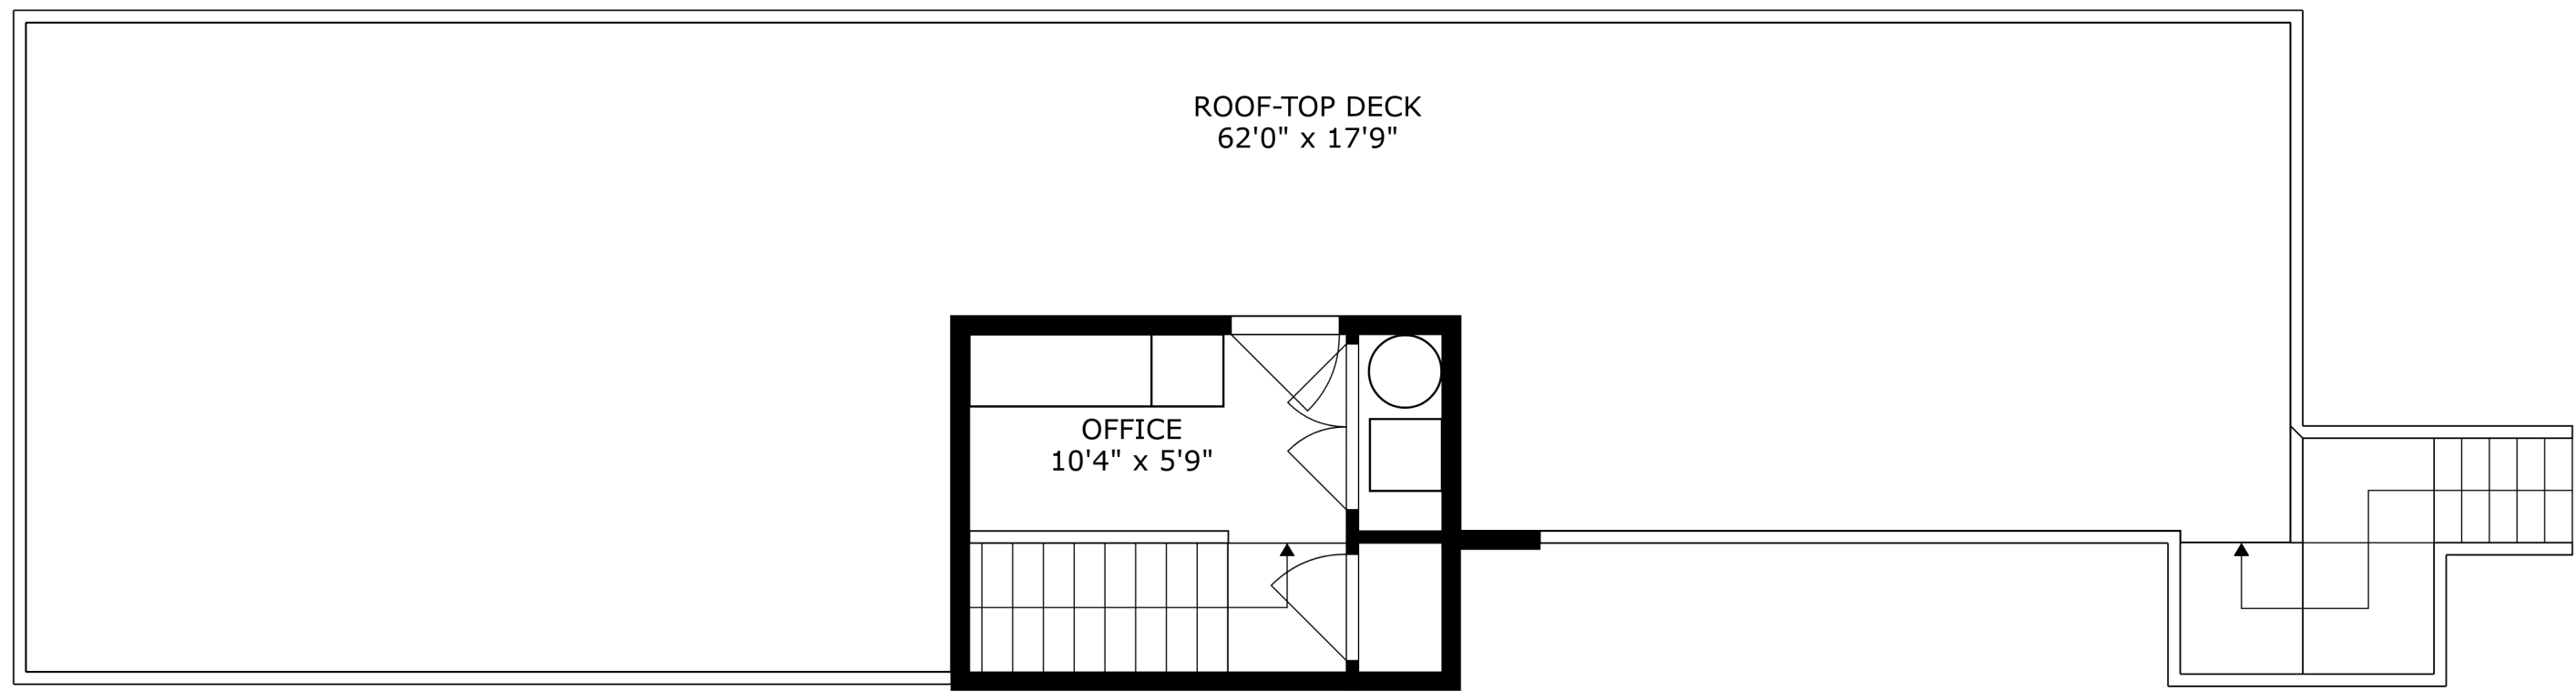 ROOF-TOP DECK
62'0" x 17'9"
OFFICE
10'4" x 5'9"